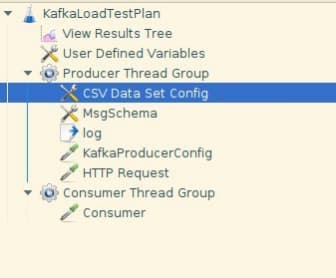 KafkaLoadTestPlan
View Results Tree
User Defined Variables
Producer Thread Group
CSV Data Set Config
MsgSchema
log
KafkaProducerConfig
HTTP Request
Consumer Thread Group
Consumer